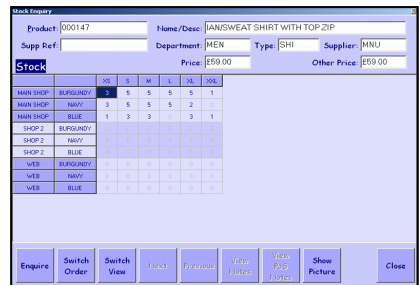 Stock Enquiry
Product: 000147 Name/Desc: IAN/SWEAT SHIRT WITH TOP ZIP
Supp Ref: Department: MEN Type: SHI Supplier: MNU
Price: £59.00 Other Price: £59.00
Stock
XS S M L XL XXL
MAIN SHOP BURGUNDY 3 5 5 5 5 1
MAIN SHOP NAVY 3 5 5 5 2
MAIN SHOP BLUE 1 3 3 3 1
SHOP 2 BURGUNDY
SHOP 2 NAVY
SHOP 2 BLUE
WEB BURGUNDY
WEB NAVY
WEB BLUE
Enquire Switch Order Switch View Next Previous View Notes View PoS Notes Show Picture Close